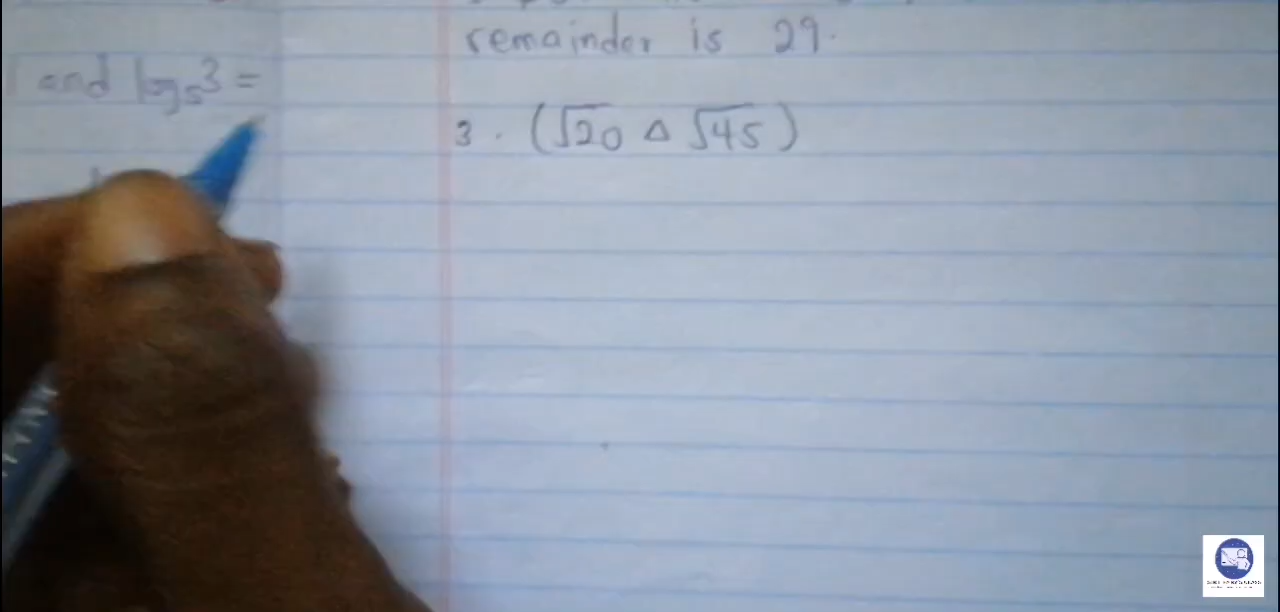 remainder is 29.
and log₅3 =
3. (√20 Δ √45)